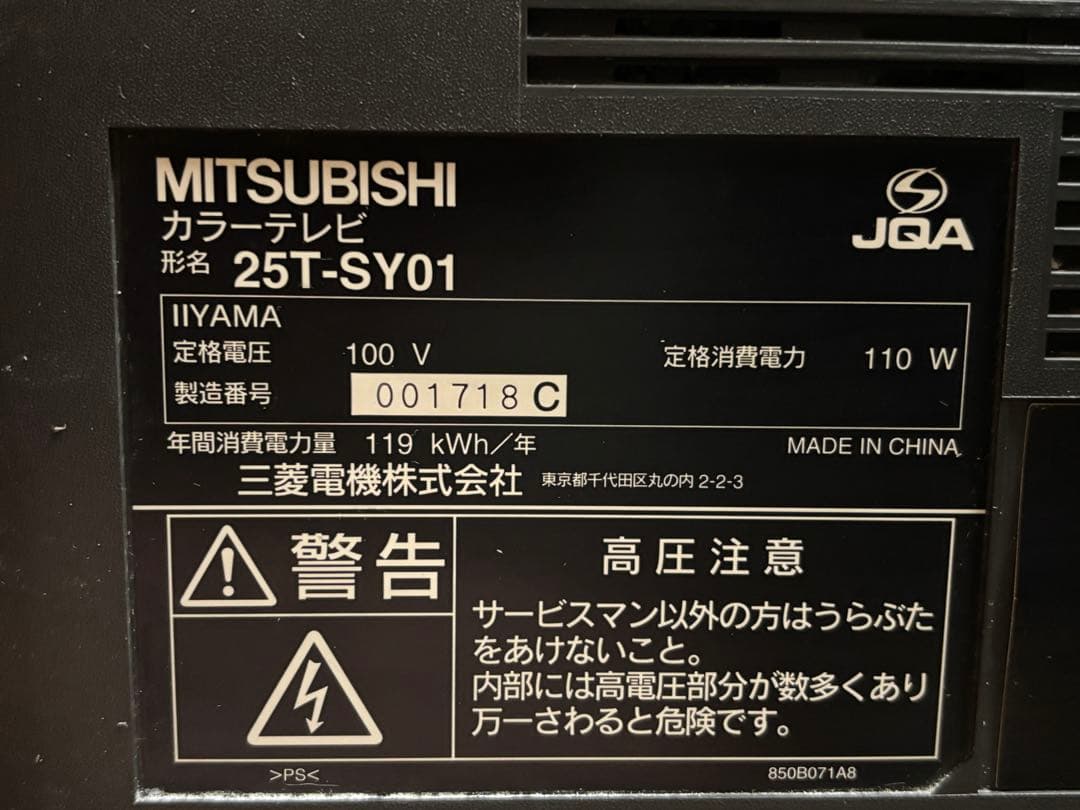 MITSUBISHI
カラーテレビ
JQA
形名 25T-SY01
IIYAMA
定格電圧 100 V 定格消費電力 110 W
製造番号 001718 C
年間消費電力量 119 kWh/年 MADE IN CHINA
三菱電機株式会社 東京都千代田区丸の内 2-2-3
警告
高圧注意
サービスマン以外の方はうらぶた
をあけないこと。
内部には高電圧部分が数多くあり
万一さわると危険です。
>PS< 850B071A8